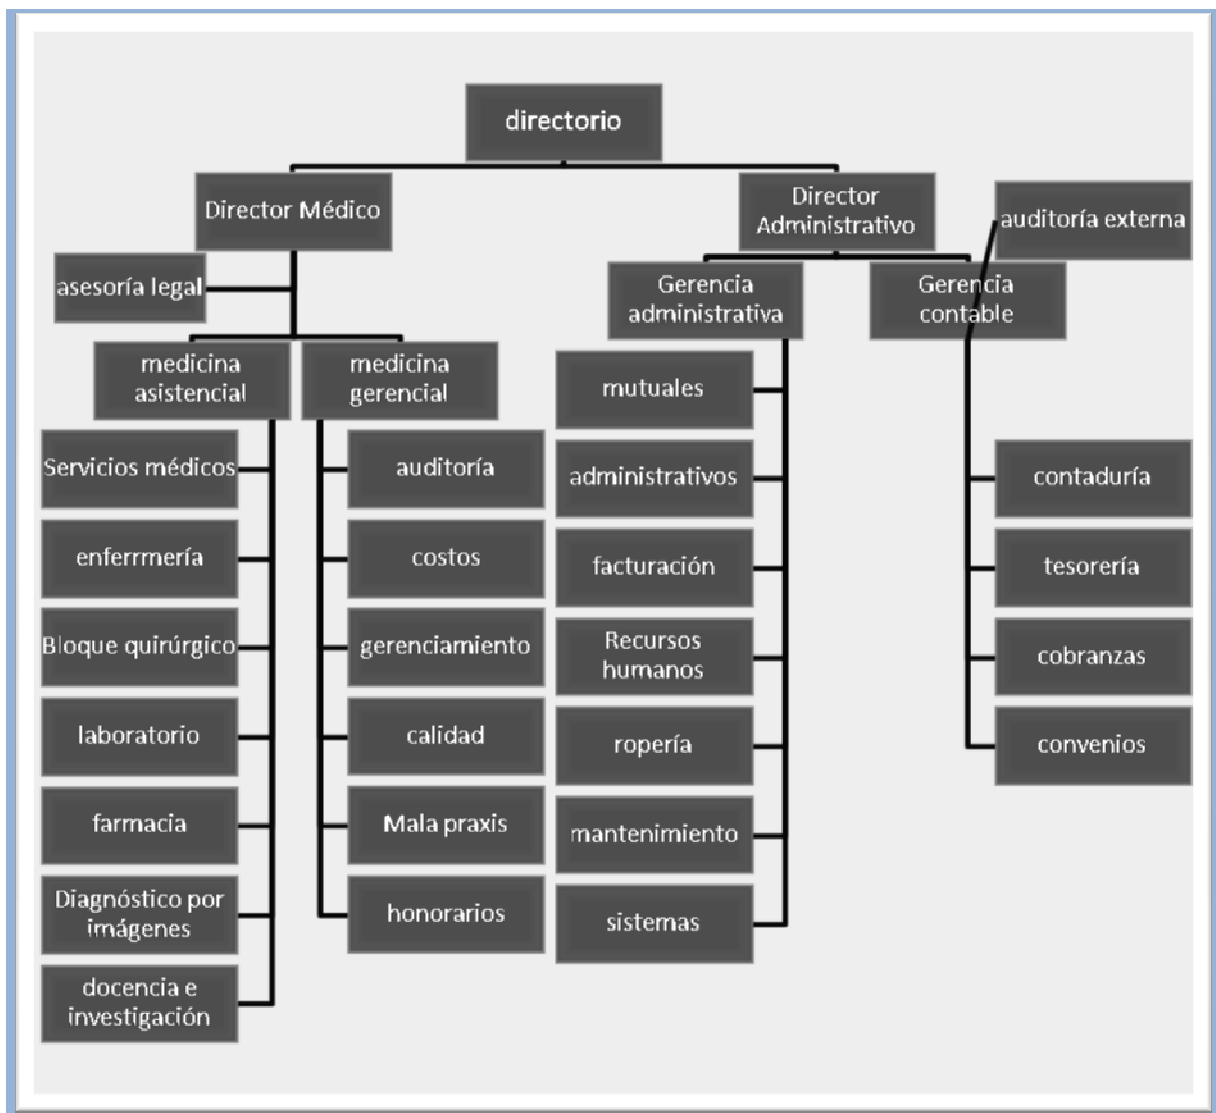 directorio
Director Médico
Director
Administrativo
auditoría externa
asesoría legal
Gerencia
administrativa
Gerencia
contable
medicina
asistencial
medicina
gerencial
Servicios médicos
enferrmería
Bloque quirúrgico
laboratorio
farmacia
Diagnóstico por
imágenes
docencia e
investigación
auditoría
costos
gerenciamiento
calidad
Mala praxis
honorarios
mutuales
administrativos
facturación
Recursos
humanos
ropería
mantenimiento
sistemas
contaduría
tesorería
cobranzas
convenios